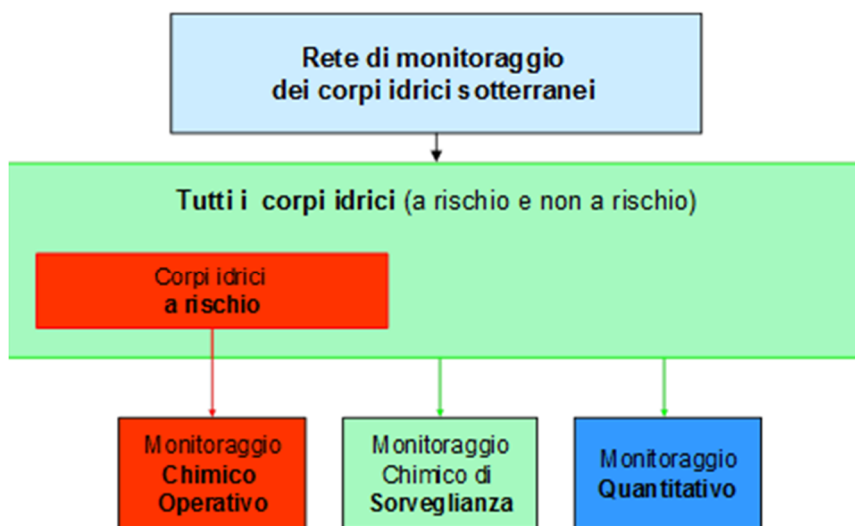 Rete di monitoraggio
dei corpi idrici sotterranei
Tutti i corpi idrici (a rischio e non a rischio)
Corpi idrici
a rischio
Monitoraggio
Chimico
Operativo
Monitoraggio
Chimico di
Sorveglianza
Monitoraggio
Quantitativo